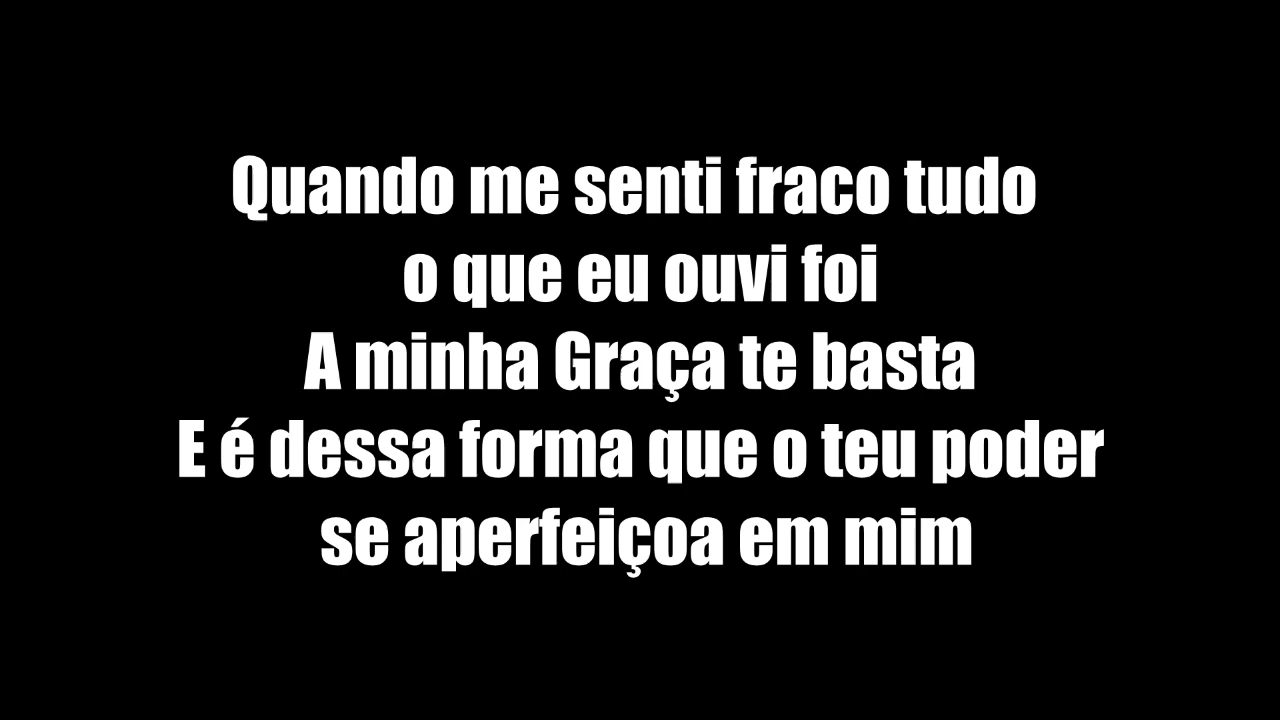 Quando me senti fraco tudo
o que eu ouvi foi
A minha Graça te basta
E é dessa forma que o teu poder
se aperfeiçoa em mim